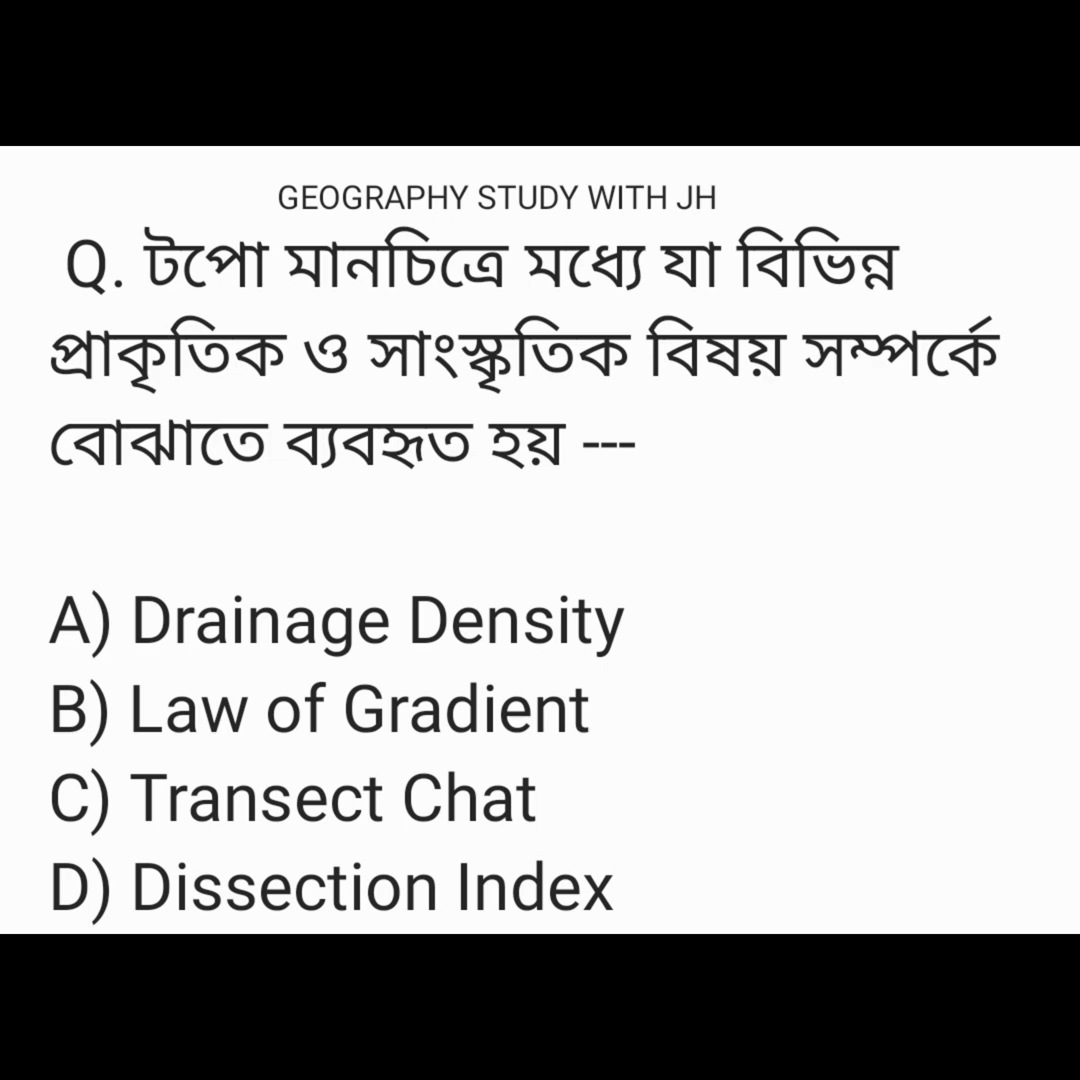 GEOGRAPHY STUDY WITH JH
Q. টপো মানচিত্রে মধ্যে যা বিভিন্ন
প্রাকৃতিক ও সাংস্কৃতিক বিষয় সম্পর্কে
বোঝাতে ব্যবহৃত হয় ---
A) Drainage Density
B) Law of Gradient
C) Transect Chat
D) Dissection Index